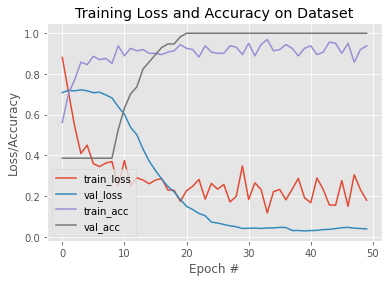 Training Loss and Accuracy on Dataset
1.0
0.8
0.6
0.4
0.2
0.0
Loss/Accuracy
train_loss
val_loss
train_acc
val_acc
0 10 20 30 40 50
Epoch #